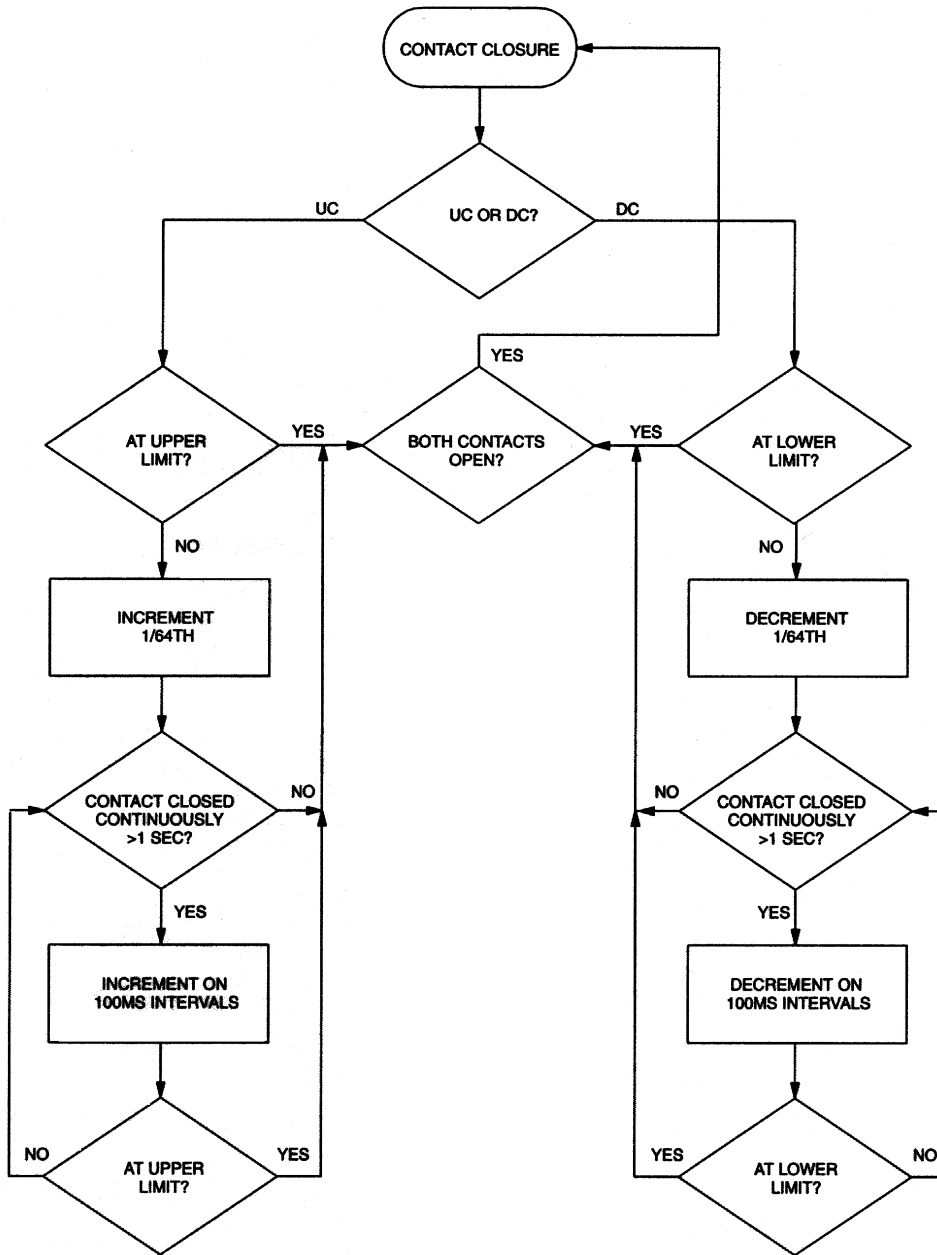 CONTACT CLOSURE
UC
UC OR DC?
DC
YES
AT UPPER
LIMIT?
YES
BOTH CONTACTS
OPEN?
YES
AT LOWER
LIMIT?
NO
NO
INCREMENT
1/64TH
DECREMENT
1/64TH
CONTACT CLOSED
CONTINUOUSLY
>1 SEC?
NO
NO
CONTACT CLOSED
CONTINUOUSLY
>1 SEC?
YES
YES
INCREMENT ON
100MS INTERVALS
DECREMENT ON
100MS INTERVALS
NO
AT UPPER
LIMIT?
YES
YES
AT LOWER
LIMIT?
NO